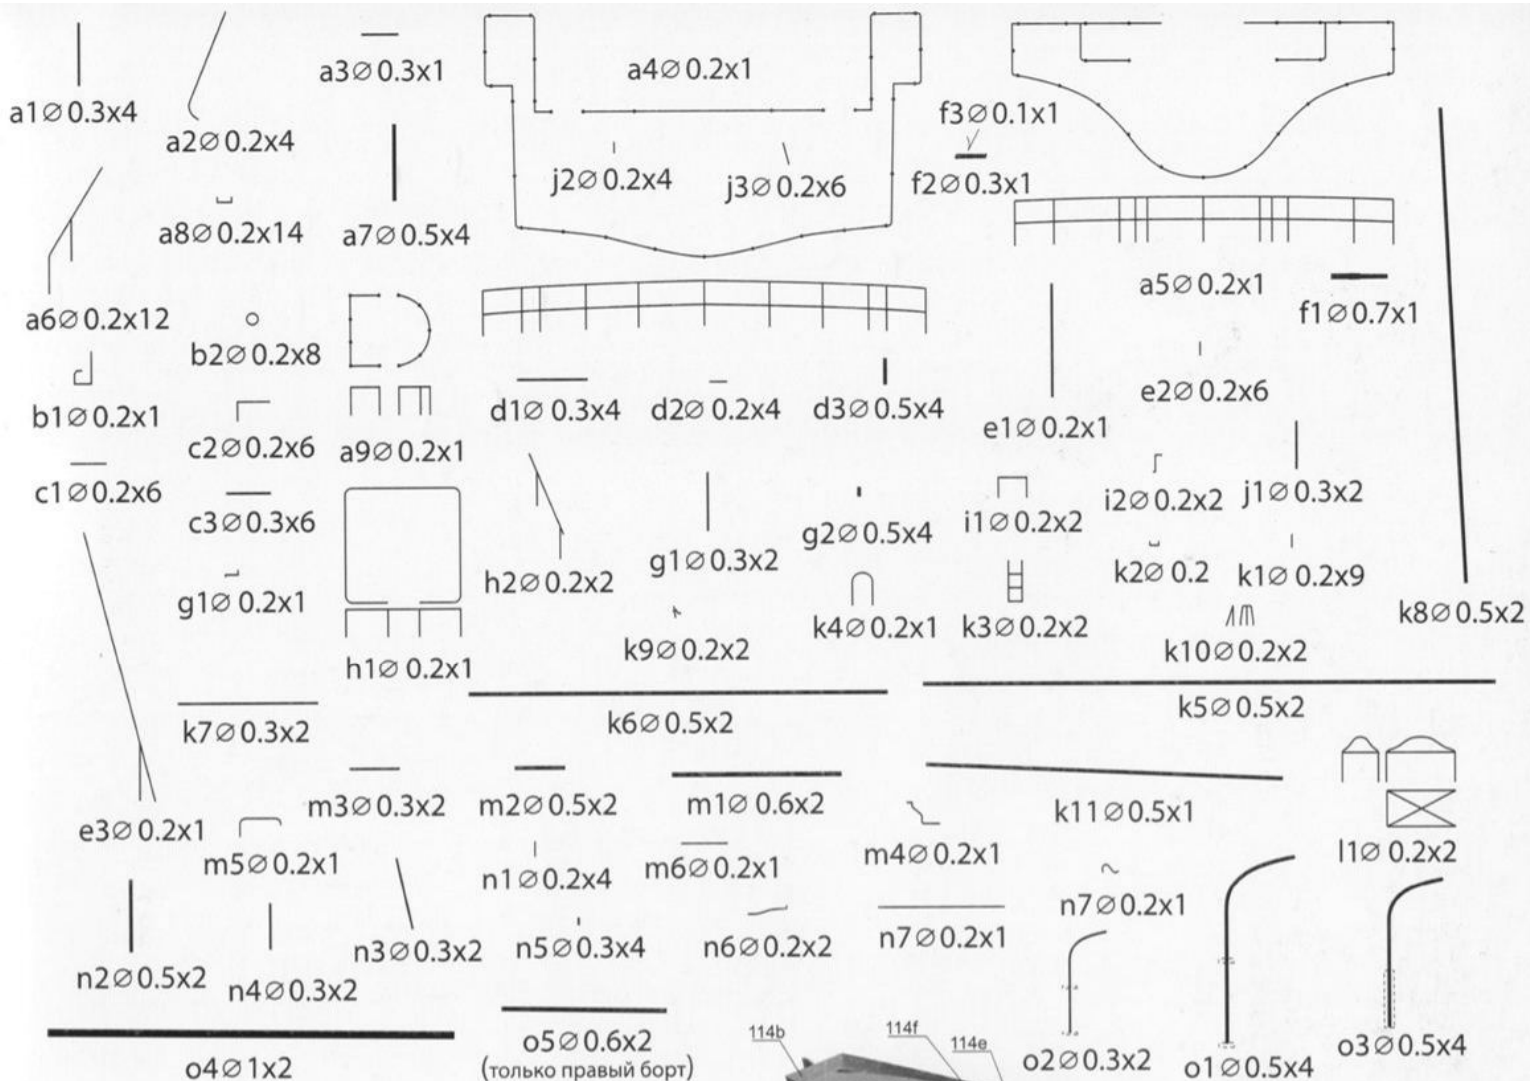 a1∅0.3x4
a2∅0.2x4
a3∅0.3x1
a4∅0.2x1
f3∅0.1x1
j2∅0.2x4
j3∅0.2x6
f2∅0.3x1
a8∅0.2x14
a7∅0.5x4
a5∅0.2x1
f1∅0.7x1
a6∅0.2x12
b2∅0.2x8
b1∅0.2x1
c2∅0.2x6
a9∅0.2x1
d1∅0.3x4
d2∅0.2x4
d3∅0.5x4
e1∅0.2x1
e2∅0.2x6
c1∅0.2x6
c3∅0.3x6
g2∅0.5x4
i1∅0.2x2
i2∅0.2x2
j1∅0.3x2
g1∅0.2x1
h2∅0.2x2
g1∅0.3x2
k2∅0.2
k1∅0.2x9
h1∅0.2x1
k9∅0.2x2
k4∅0.2x1
k3∅0.2x2
k10∅0.2x2
k8∅0.5x2
k7∅0.3x2
k6∅0.5x2
k5∅0.5x2
e3∅0.2x1
m3∅0.3x2
m2∅0.5x2
m1∅0.6x2
k11∅0.5x1
m5∅0.2x1
n1∅0.2x4
m6∅0.2x1
m4∅0.2x1
l1∅0.2x2
n7∅0.2x1
n2∅0.5x2
n4∅0.3x2
n3∅0.3x2
n5∅0.3x4
n6∅0.2x2
n7∅0.2x1
o4∅1x2
o5∅0.6x2
(только правый борт)
114b
114f
114e
o2∅0.3x2
o1∅0.5x4
o3∅0.5x4